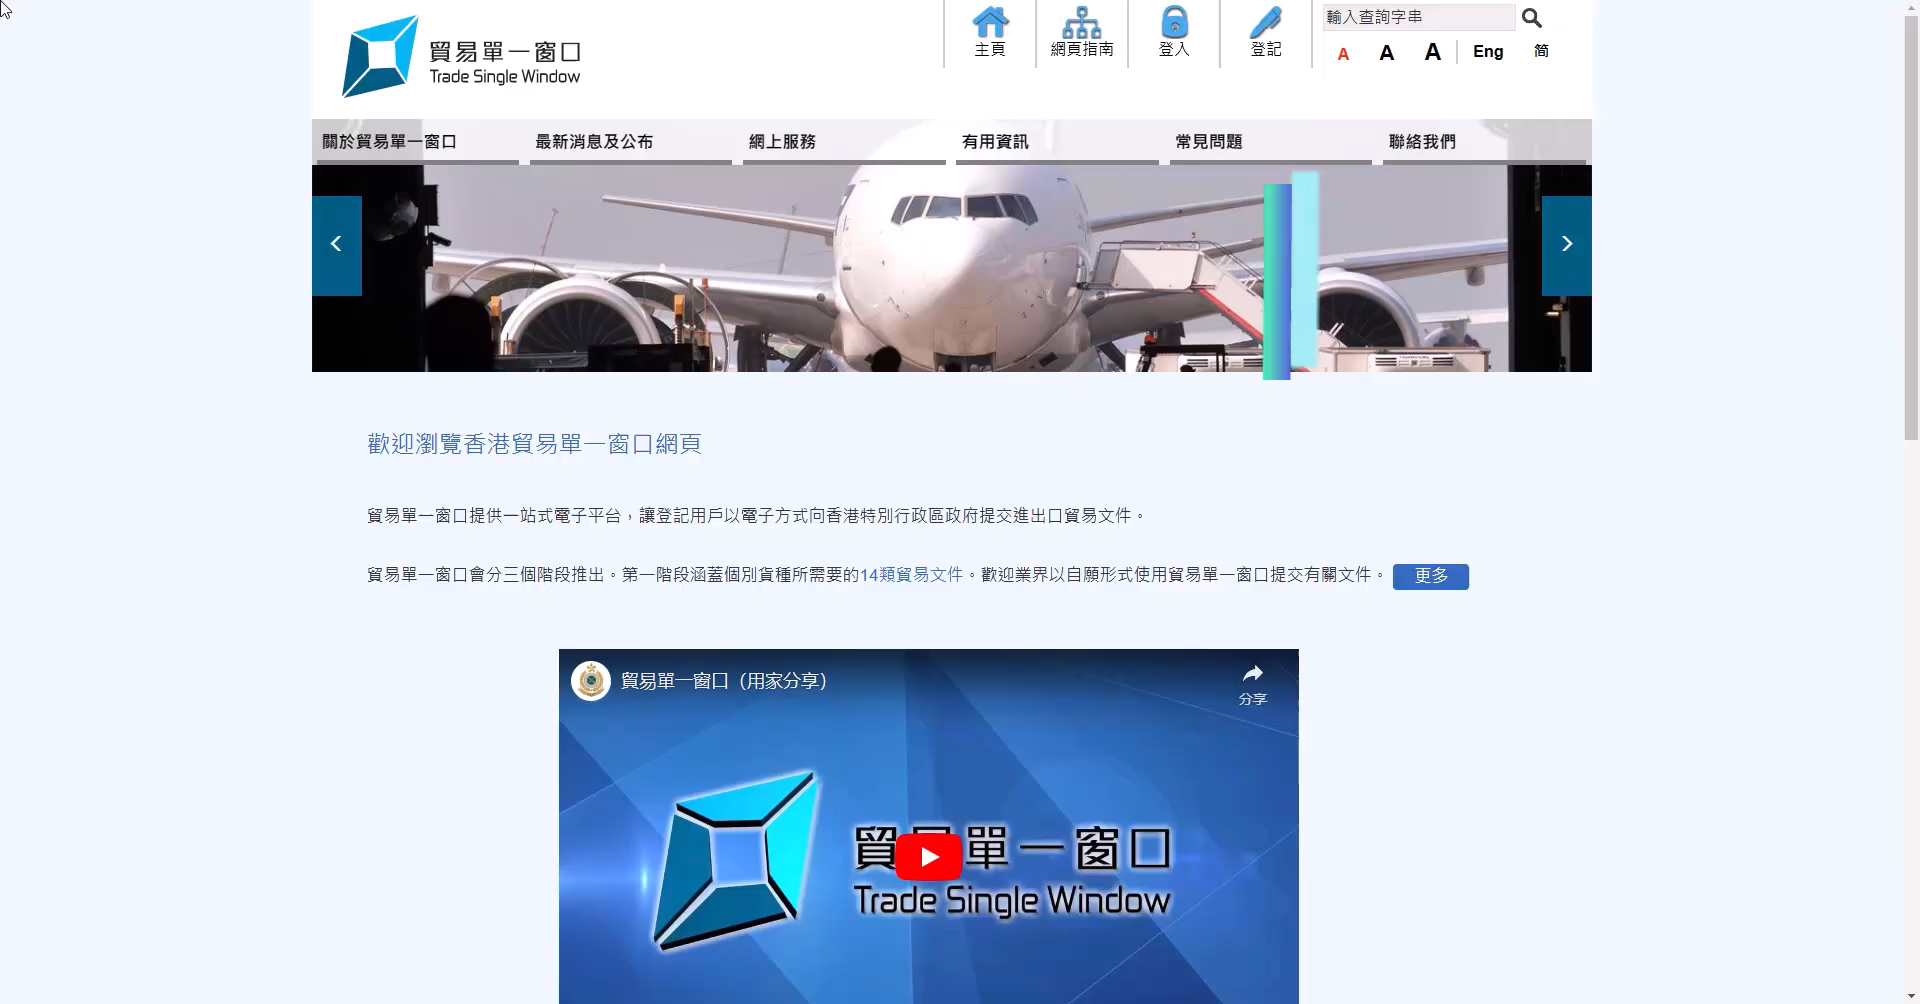 貿易單一窗口
Trade Single Window
主頁
網頁指南
登入
登記
輸入查詢字串
A A A Eng 简
關於貿易單一窗口 最新消息及公布 網上服務 有用資訊 常見問題 聯絡我們
歡迎瀏覽香港貿易單一窗口網頁
貿易單一窗口提供一站式電子平台，讓登記用戶以電子方式向香港特別行政區政府提交進出口貿易文件。
貿易單一窗口會分三個階段推出。第一階段涵蓋個別貨種所需要的14類貿易文件。歡迎業界以自願形式使用貿易單一窗口提交有關文件。 更多
貿易單一窗口（用家分享）
分享
貿易單一窗口
Trade Single Window